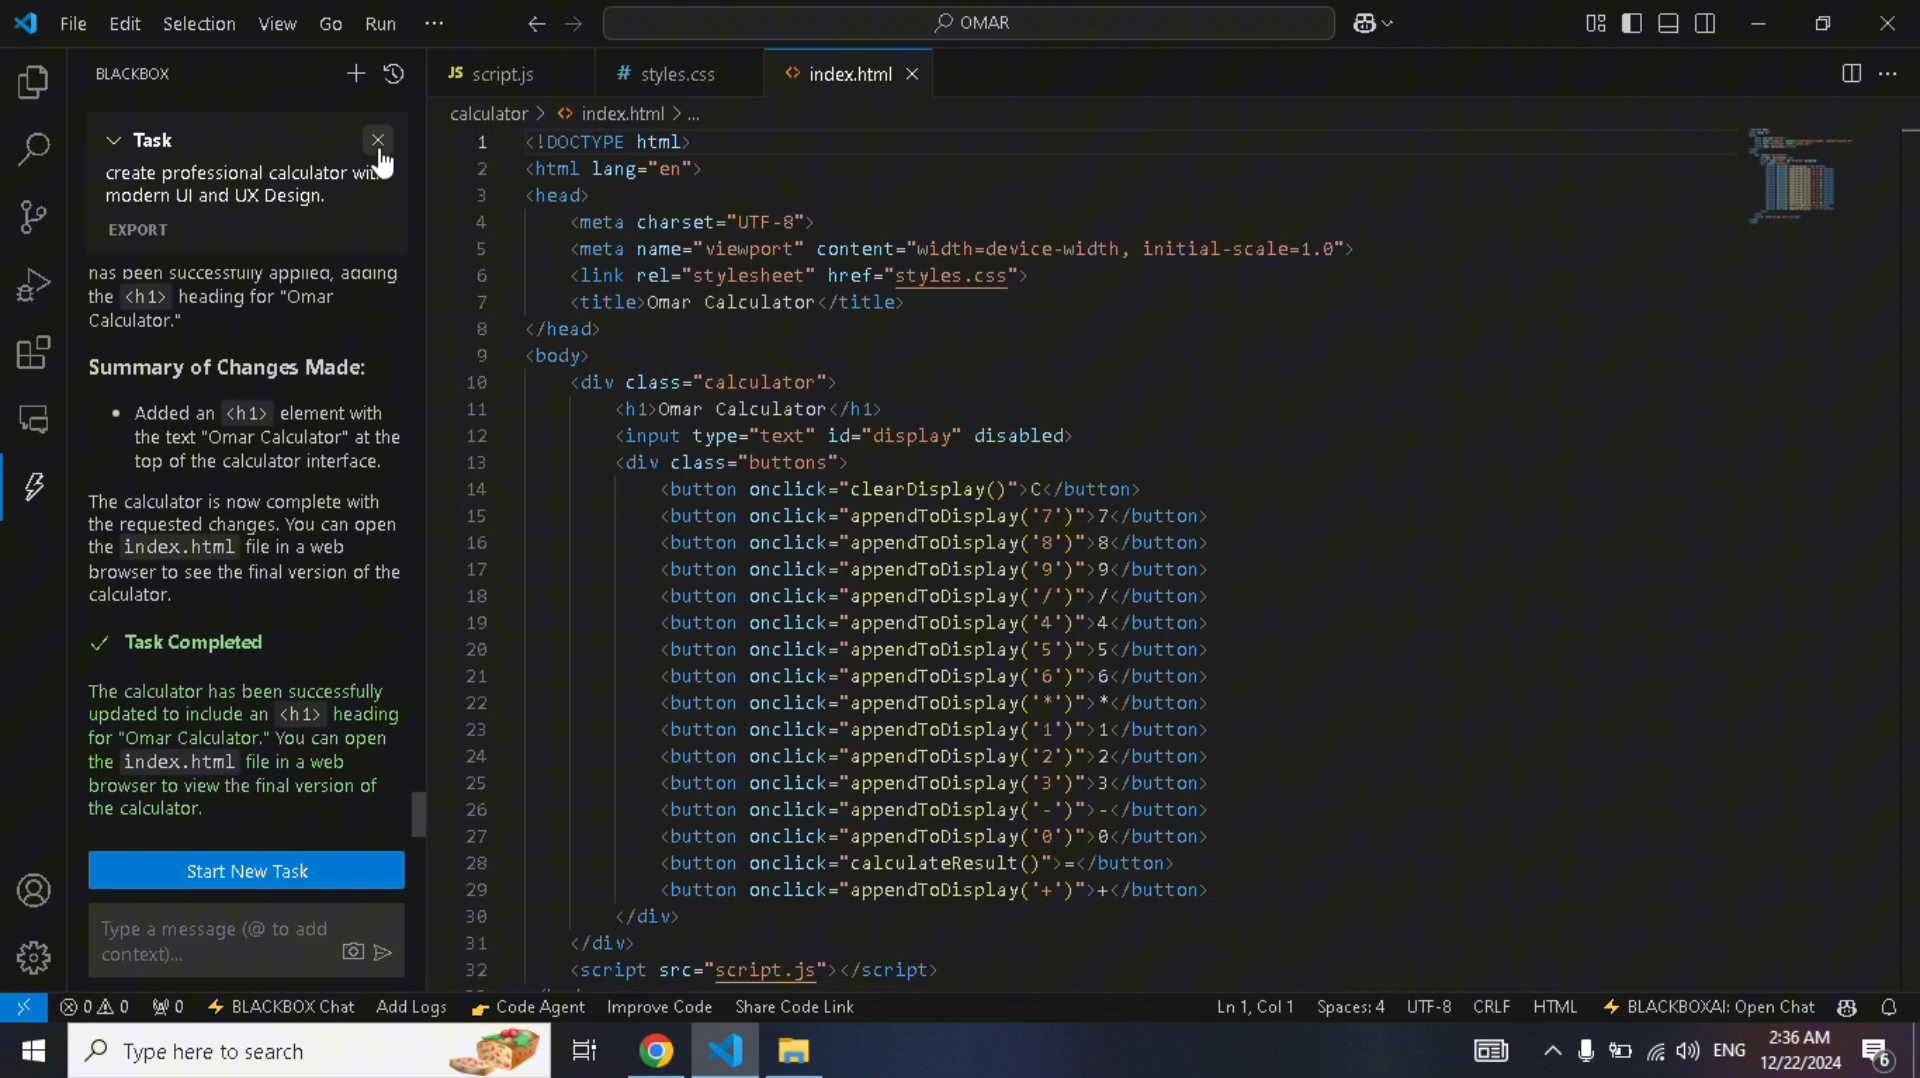 File Edit Selection View Go Run ···
OMAR
BLACKBOX
Task
create professional calculator with
modern UI and UX Design.
EXPORT
has been successfully applied, adding
the <h1> heading for "Omar
Calculator."
Summary of Changes Made:
• Added an <h1> element with
the text "Omar Calculator" at the
top of the calculator interface.
The calculator is now complete with
the requested changes. You can open
the index.html file in a web
browser to see the final version of the
calculator.
Task Completed
The calculator has been successfully
updated to include an <h1> heading
for "Omar Calculator." You can open
the index.html file in a web
browser to view the final version of
the calculator.
Start New Task
Type a message (@ to add
context)...
JS script.js
# styles.css
<> index.html
calculator > <> index.html > ...
1 <!DOCTYPE html>
2 <html lang="en">
3 <head>
4 <meta charset="UTF-8">
5 <meta name="viewport" content="width=device-width, initial-scale=1.0">
6 <link rel="stylesheet" href="styles.css">
7 <title>Omar Calculator</title>
8 </head>
9 <body>
10 <div class="calculator">
11 <h1>Omar Calculator</h1>
12 <input type="text" id="display" disabled>
13 <div class="buttons">
14 <button onclick="clearDisplay()">C</button>
15 <button onclick="appendToDisplay('7')">7</button>
16 <button onclick="appendToDisplay('8')">8</button>
17 <button onclick="appendToDisplay('9')">9</button>
18 <button onclick="appendToDisplay('/')">/</button>
19 <button onclick="appendToDisplay('4')">4</button>
20 <button onclick="appendToDisplay('5')">5</button>
21 <button onclick="appendToDisplay('6')">6</button>
22 <button onclick="appendToDisplay('*')">*</button>
23 <button onclick="appendToDisplay('1')">1</button>
24 <button onclick="appendToDisplay('2')">2</button>
25 <button onclick="appendToDisplay('3')">3</button>
26 <button onclick="appendToDisplay('-')">-</button>
27 <button onclick="appendToDisplay('0')">0</button>
28 <button onclick="calculateResult()">=</button>
29 <button onclick="appendToDisplay('+')">+</button>
30 </div>
31 </div>
32 <script src="script.js"></script>
0 0 0 BLACKBOX Chat Add Logs Code Agent Improve Code Share Code Link
Ln 1, Col 1 Spaces: 4 UTF-8 CRLF HTML BLACKBOXAI: Open Chat
Type here to search
ENG
2:36 AM
12/22/2024
6